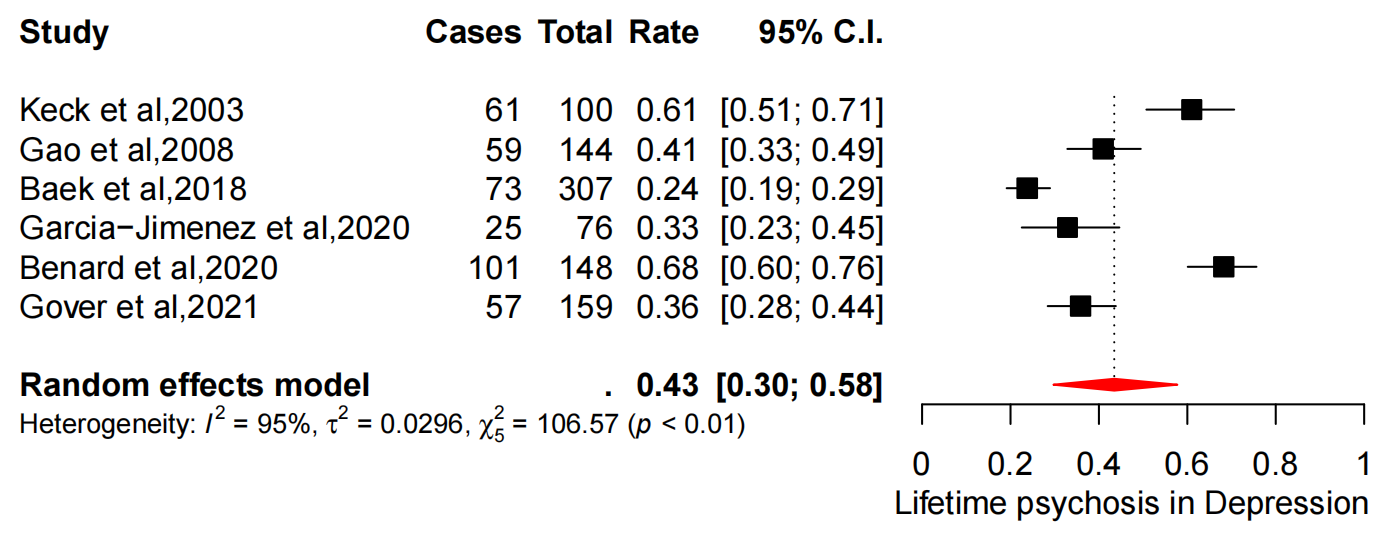 Study Cases Total Rate 95% C.I.
Keck et al,2003 61 100 0.61 [0.51; 0.71]
Gao et al,2008 59 144 0.41 [0.33; 0.49]
Baek et al,2018 73 307 0.24 [0.19; 0.29]
Garcia−Jimenez et al,2020 25 76 0.33 [0.23; 0.45]
Benard et al,2020 101 148 0.68 [0.60; 0.76]
Gover et al,2021 57 159 0.36 [0.28; 0.44]
Random effects model . 0.43 [0.30; 0.58]
Heterogeneity: I² = 95%, τ² = 0.0296, χ²₅ = 106.57 (p < 0.01)
0 0.2 0.4 0.6 0.8 1
Lifetime psychosis in Depression